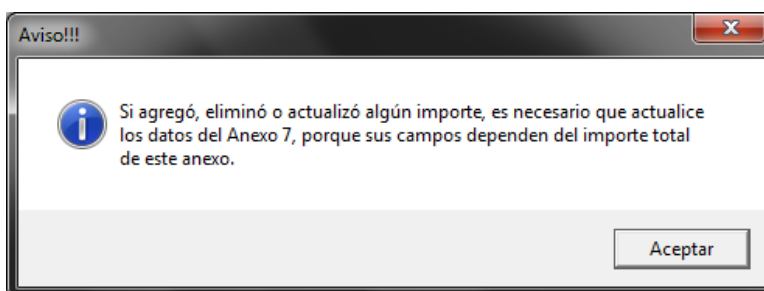 Aviso!!!
Si agregó, eliminó o actualizó algún importe, es necesario que actualice
los datos del Anexo 7, porque sus campos dependen del importe total
de este anexo.
Aceptar